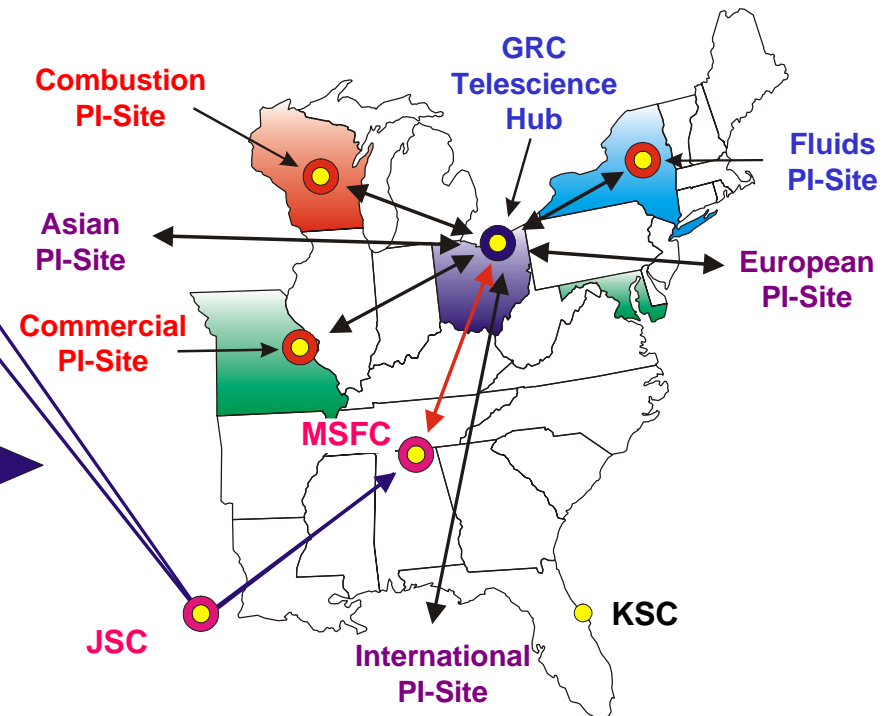 GRC
Telescience
Hub
Combustion
PI-Site
Fluids
PI-Site
Asian
PI-Site
European
PI-Site
Commercial
PI-Site
MSFC
KSC
JSC
International
PI-Site